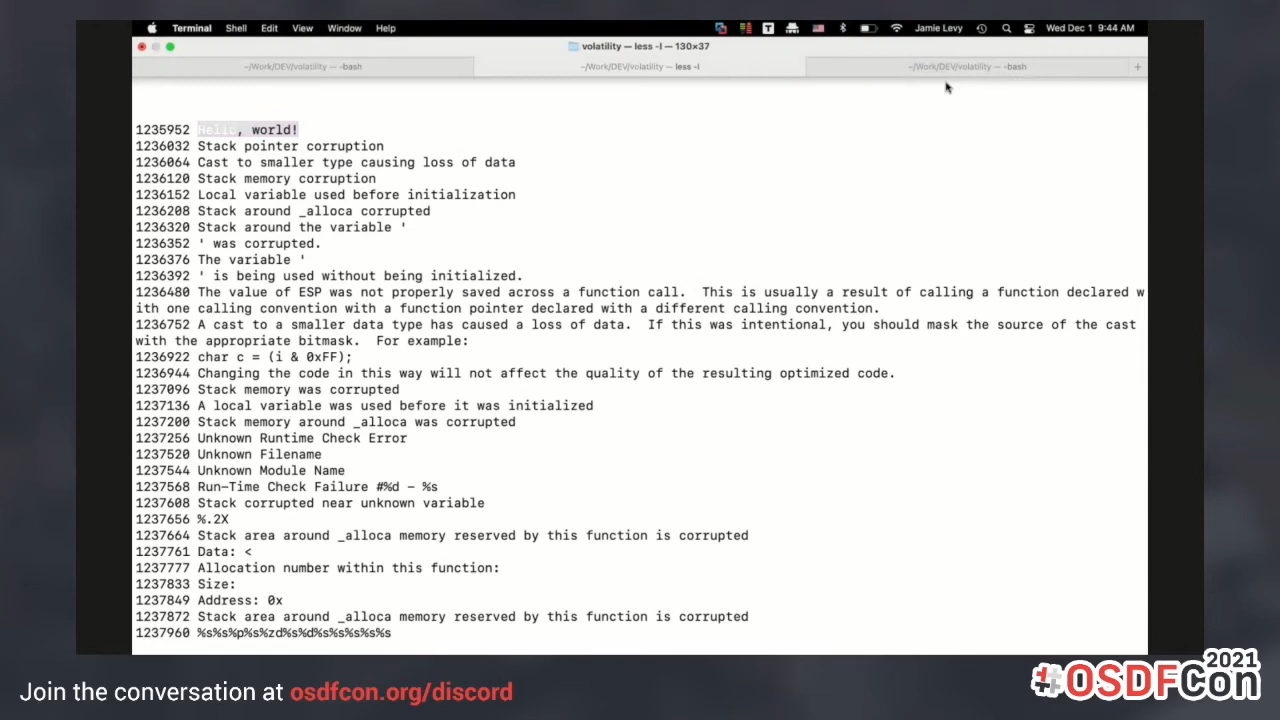 Terminal Shell Edit View Window Help Jamie Levy Wed Dec 1 9:44 AM
volatility — less -I — 130×37
~/Work/DEV/volatility — -bash ~/Work/DEV/volatility — less -I ~/Work/DEV/volatility — -bash +
1235952 Hello, world!
1236032 Stack pointer corruption
1236064 Cast to smaller type causing loss of data
1236120 Stack memory corruption
1236152 Local variable used before initialization
1236208 Stack around _alloca corrupted
1236320 Stack around the variable '
1236352 ' was corrupted.
1236376 The variable '
1236392 ' is being used without being initialized.
1236480 The value of ESP was not properly saved across a function call.  This is usually a result of calling a function declared w
ith one calling convention with a function pointer declared with a different calling convention.
1236752 A cast to a smaller data type has caused a loss of data.  If this was intentional, you should mask the source of the cast
with the appropriate bitmask.  For example:
1236922 char c = (i & 0xFF);
1236944 Changing the code in this way will not affect the quality of the resulting optimized code.
1237096 Stack memory was corrupted
1237136 A local variable was used before it was initialized
1237200 Stack memory around _alloca was corrupted
1237256 Unknown Runtime Check Error
1237520 Unknown Filename
1237544 Unknown Module Name
1237568 Run-Time Check Failure #%d - %s
1237608 Stack corrupted near unknown variable
1237656 %.2X
1237664 Stack area around _alloca memory reserved by this function is corrupted
1237761 Data: <
1237777 Allocation number within this function:
1237833 Size:
1237849 Address: 0x
1237872 Stack area around _alloca memory reserved by this function is corrupted
1237960 %s%s%p%s%zd%s%d%s%s%s%s%s
Join the conversation at osdfcon.org/discord
2021
#OSDFCon